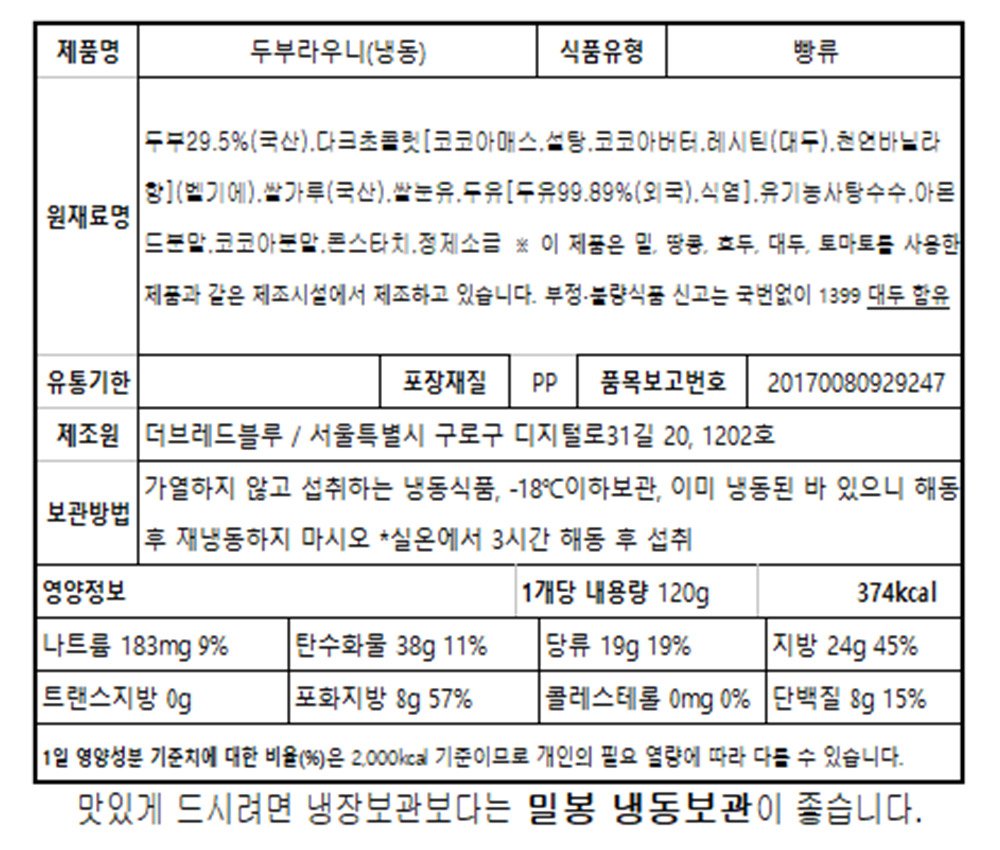 제품명 두부라우니(냉동) 식품유형 빵류
원재료명
두부29.5%(국산),다크초콜릿[코코아매스,설탕,코코아버터,레시틴(대두),천연바닐라
향](벨기에),쌀가루(국산),쌀눈유,두유[두유99.89%(외국),식염],유기농사탕수수,아몬
드분말,코코아분말,콘스타치,정제소금 ※ 이 제품은 밀, 땅콩, 호두, 대두, 토마토를 사용한
제품과 같은 제조시설에서 제조하고 있습니다. 부정·불량식품 신고는 국번없이 1399 대두 함유
유통기한 포장재질 PP 품목보고번호 20170080929247
제조원 더브레드블루 / 서울특별시 구로구 디지털로31길 20, 1202호
보관방법
가열하지 않고 섭취하는 냉동식품, -18℃이하보관, 이미 냉동된 바 있으니 해동
후 재냉동하지 마시오 *실온에서 3시간 해동 후 섭취
영양정보 1개당 내용량 120g 374kcal
나트륨 183mg 9% 탄수화물 38g 11% 당류 19g 19% 지방 24g 45%
트랜스지방 0g 포화지방 8g 57% 콜레스테롤 0mg 0% 단백질 8g 15%
1일 영양성분 기준치에 대한 비율(%)은 2,000kcal 기준이므로 개인의 필요 열량에 따라 다를 수 있습니다.
맛있게 드시려면 냉장보관보다는 밀봉 냉동보관이 좋습니다.